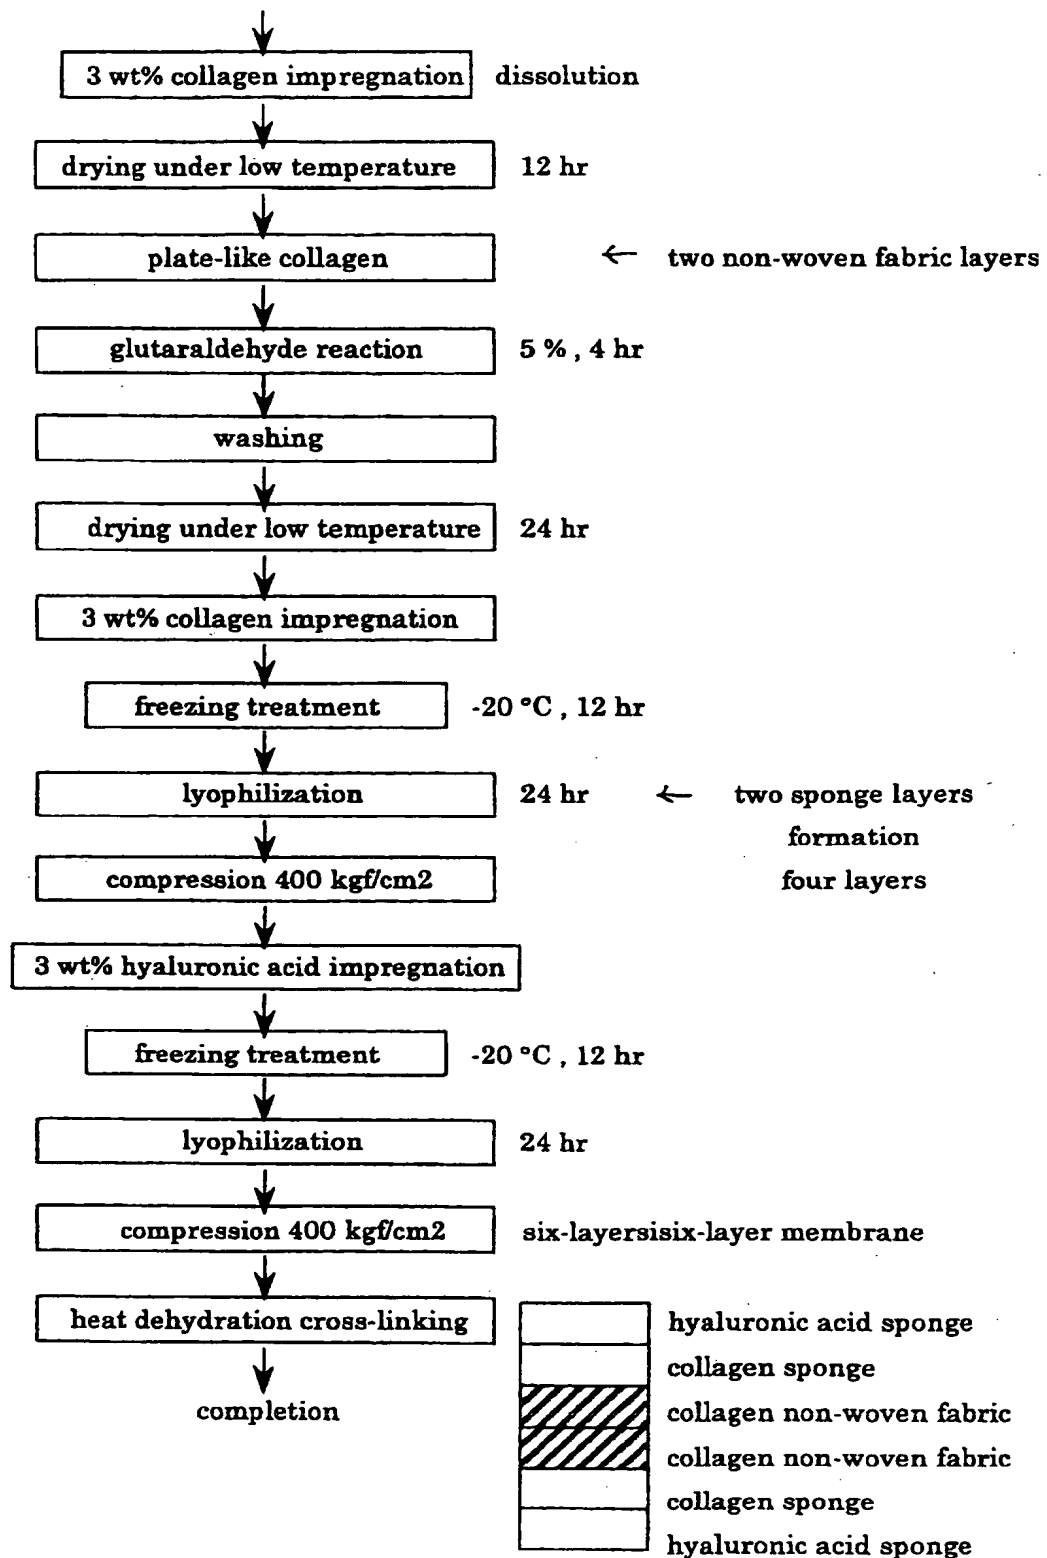 3 wt% collagen impregnation dissolution
drying under low temperature 12 hr
plate-like collagen ← two non-woven fabric layers
glutaraldehyde reaction 5 % , 4 hr
washing
drying under low temperature 24 hr
3 wt% collagen impregnation
freezing treatment -20 °C , 12 hr
lyophilization 24 hr ← two sponge layers
formation
compression 400 kgf/cm2 four layers
3 wt% hyaluronic acid impregnation
freezing treatment -20 °C , 12 hr
lyophilization 24 hr
compression 400 kgf/cm2 six-layersisix-layer membrane
heat dehydration cross-linking
completion
hyaluronic acid sponge
collagen sponge
collagen non-woven fabric
collagen non-woven fabric
collagen sponge
hyaluronic acid sponge